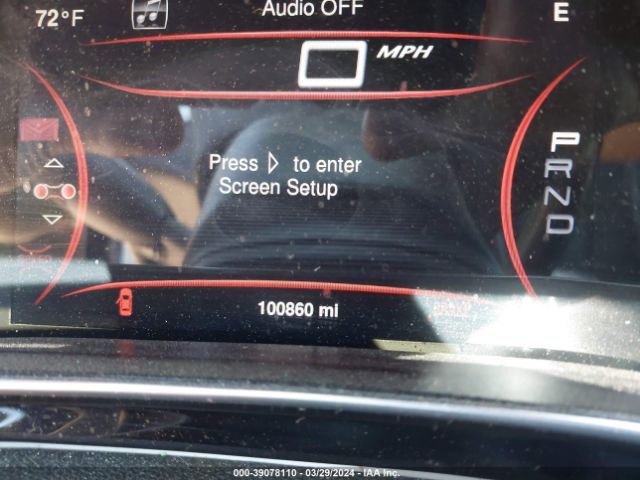 72°F
Audio OFF
E
MPH
P
R
N
D
Press to enter
Screen Setup
100860 mi
000-39078110 - 03/29/2024 - IAA Inc.